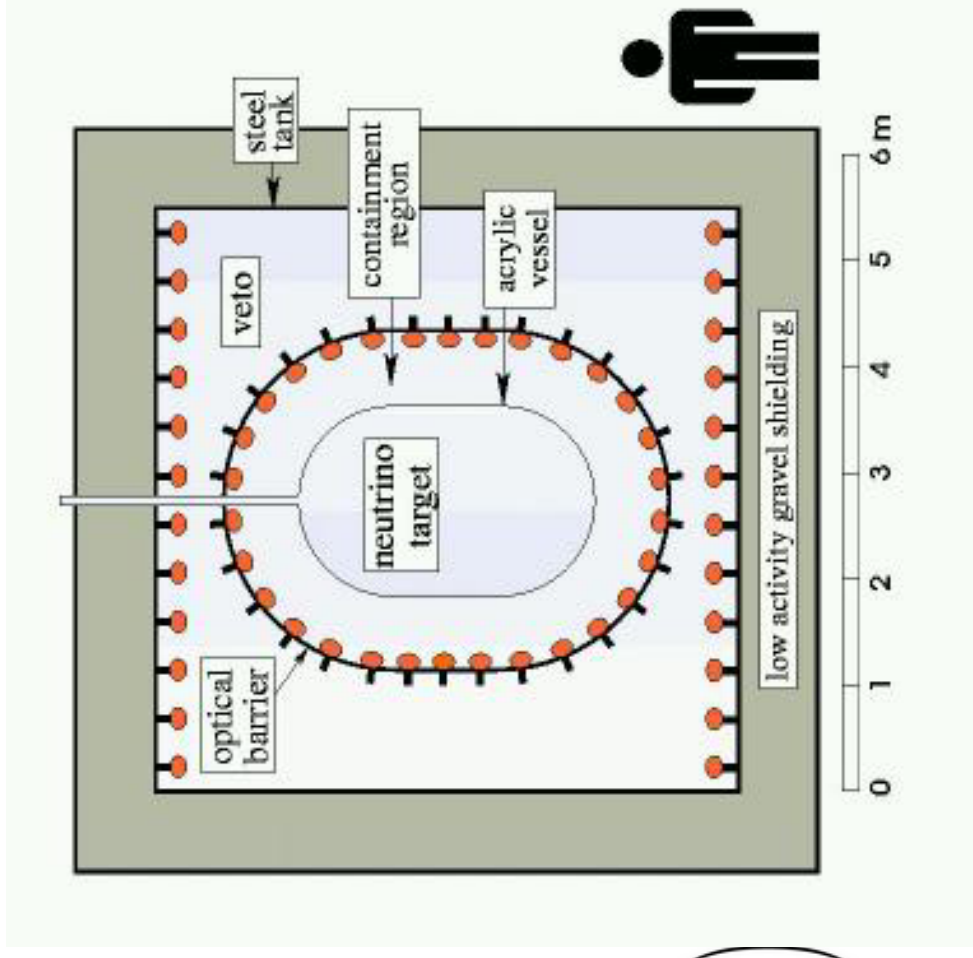 steel
tank
containment
region
acrylic
vessel
veto
neutrino
target
optical
barrier
low activity gravel shielding
0 1 2 3 4 5 6 m